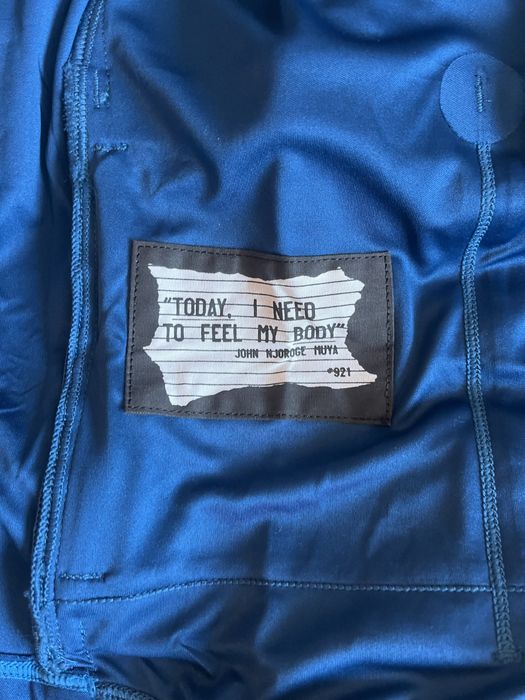 "TODAY, I NEED
TO FEEL MY BODY"
JOHN NJOROGE MUYA
#921